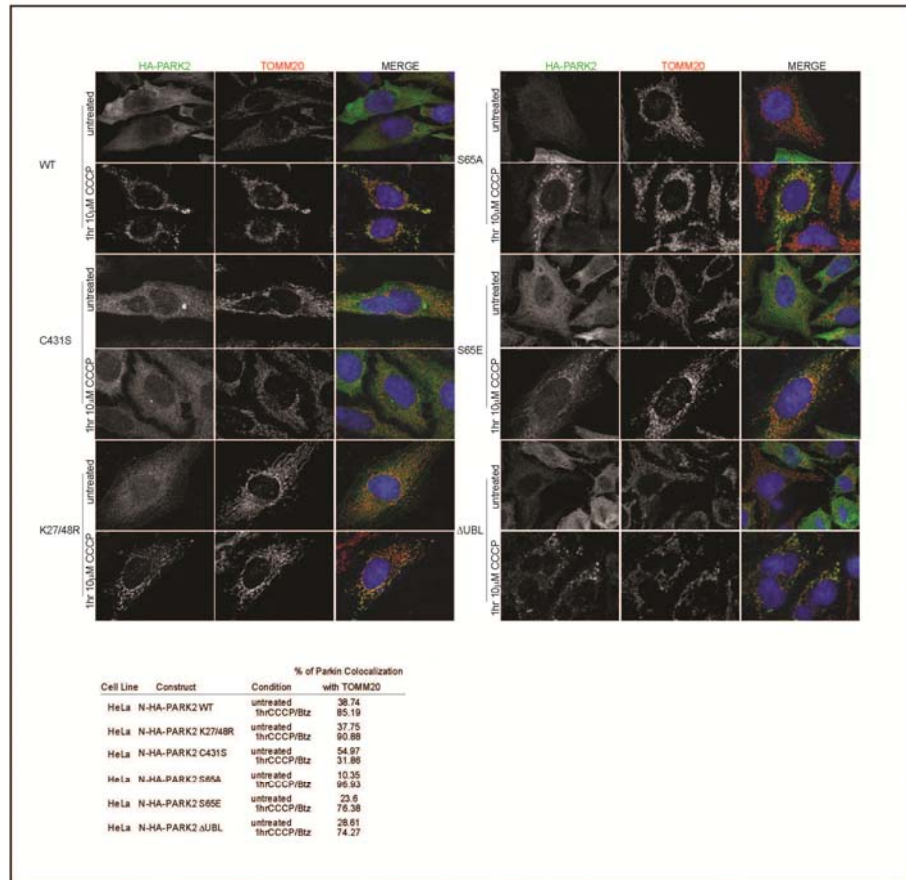 HA-PARK2 TOMM20 MERGE
WT
untreated
1hr 10µM CCCP
C431S
untreated
1hr 10µM CCCP
K27/48R
untreated
1hr 10µM CCCP
HA-PARK2 TOMM20 MERGE
S65A
untreated
1hr 10µM CCCP
S65E
untreated
1hr 10µM CCCP
ΔUBL
untreated
1hr 10µM CCCP
% of Parkin Colocalization
Cell Line Construct Condition with TOMM20
HeLa N-HA-PARK2 WT untreated 38.74
1hrCCCP/Btz 85.19
HeLa N-HA-PARK2 K27/48R untreated 37.75
1hrCCCP/Btz 90.88
HeLa N-HA-PARK2 C431S untreated 54.97
1hrCCCP/Btz 31.86
HeLa N-HA-PARK2 S65A untreated 10.35
1hrCCCP/Btz 96.93
HeLa N-HA-PARK2 S65E untreated 23.6
1hrCCCP/Btz 76.38
HeLa N-HA-PARK2 ΔUBL untreated 28.61
1hrCCCP/Btz 74.27